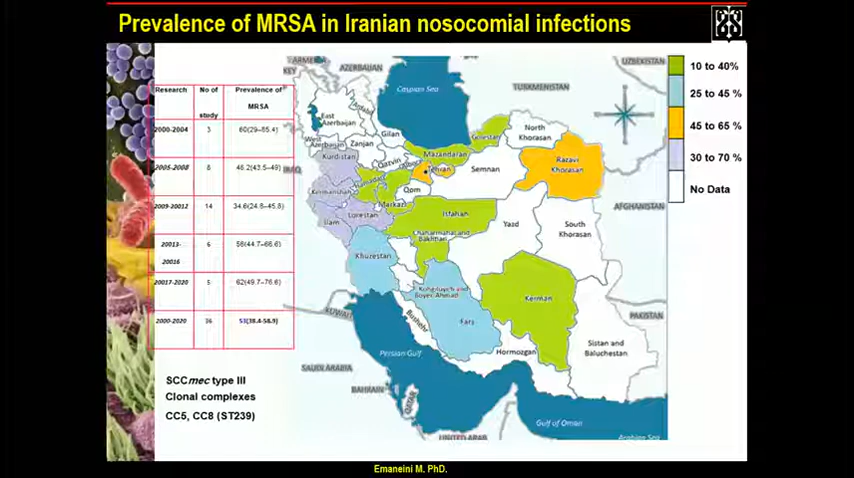 Prevalence of MRSA in Iranian nosocomial infections
Research
No of study
Prevalence of MRSA
2000-2004 3 60(29-85.4)
2005-2008 8 46.2(43.5-49)
2009-20012 14 34.6(24.8-45.8)
20013-20016 6 56(44.7-66.6)
20017-2020 5 62(49.7-76.6)
2000-2020 36 53(39.4-58.9)
SCCmec type III
Clonal complexes
CC5, CC8 (ST239)
AZERBAIJAN
TURKMENISTAN
UZBEKISTAN
Caspian Sea
East Azerbaijan
West Azerbaijan
Ardabil
Gilan
Zanjan
Kurdistan
Qazvin
Mazandaran
Golestan
North Khorasan
Razavi Khorasan
Semnan
Qom
Markazi
Kermanshah
Lorestan
Ilam
Isfahan
Yazd
South Khorasan
AFGHANISTAN
Chaharmahal and Bakhtiari
Khuzestan
Kohgiluyeh and Boyer-Ahmad
Fars
Kerman
Bushehr
Hormozgan
Sistan and Baluchestan
PAKISTAN
KUWAIT
Persian Gulf
SAUDI ARABIA
BAHRAIN
QATAR
Gulf of Oman
Arabian Sea
UNITED ARAB
10 to 40%
25 to 45 %
45 to 65 %
30 to 70 %
No Data
Emaneini M. PhD.